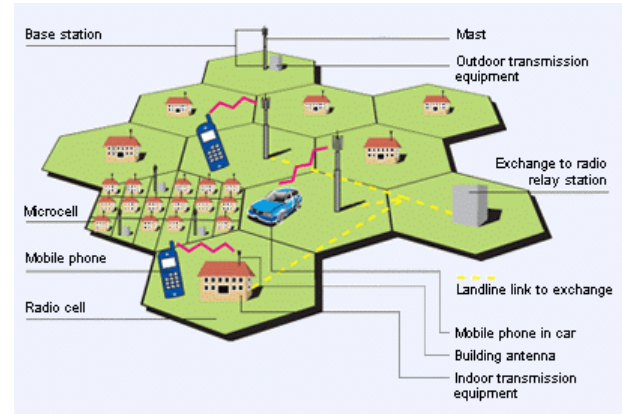 Base station
Mast
Outdoor transmission
equipment
Exchange to radio
relay station
Microcell
Mobile phone
Landline link to exchange
Radio cell
Mobile phone in car
Building antenna
Indoor transmission
equipment